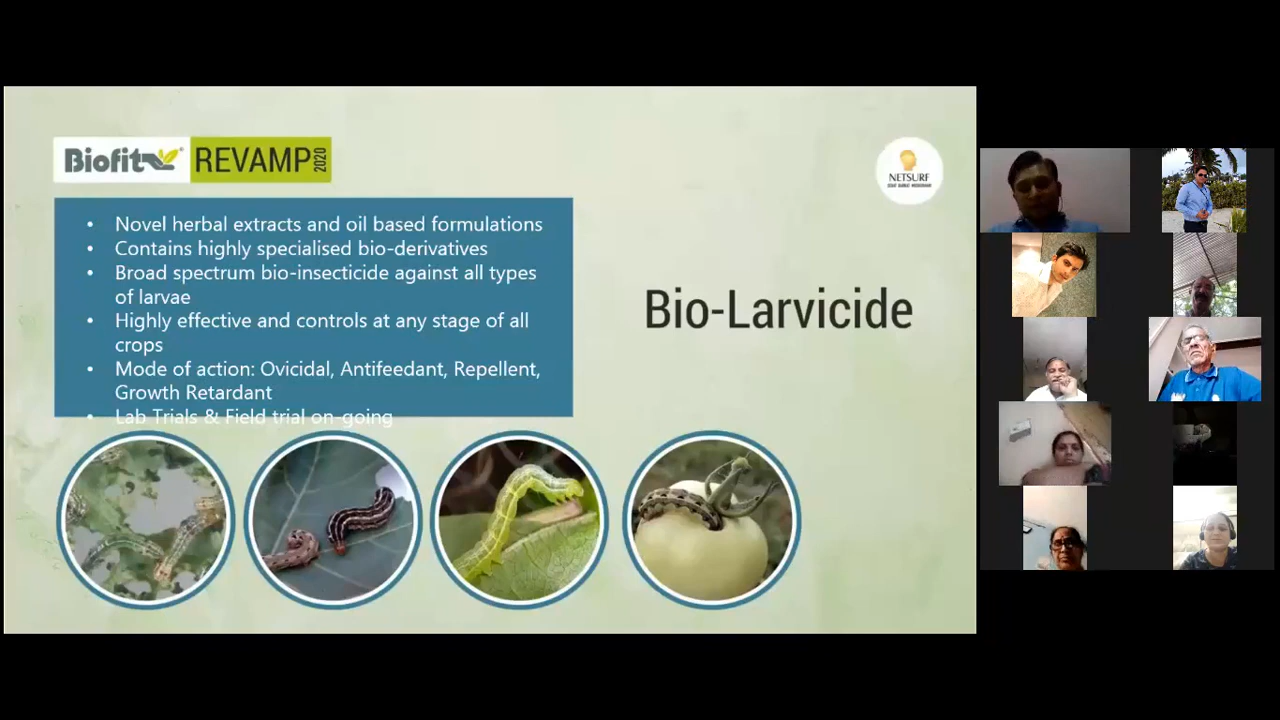 Biofit REVAMP 2020
NETSURF
• Novel herbal extracts and oil based formulations
• Contains highly specialised bio-derivatives
• Broad spectrum bio-insecticide against all types
of larvae
• Highly effective and controls at any stage of all
crops
• Mode of action: Ovicidal, Antifeedant, Repellent,
Growth Retardant
• Lab Trials & Field trial on-going
Bio-Larvicide